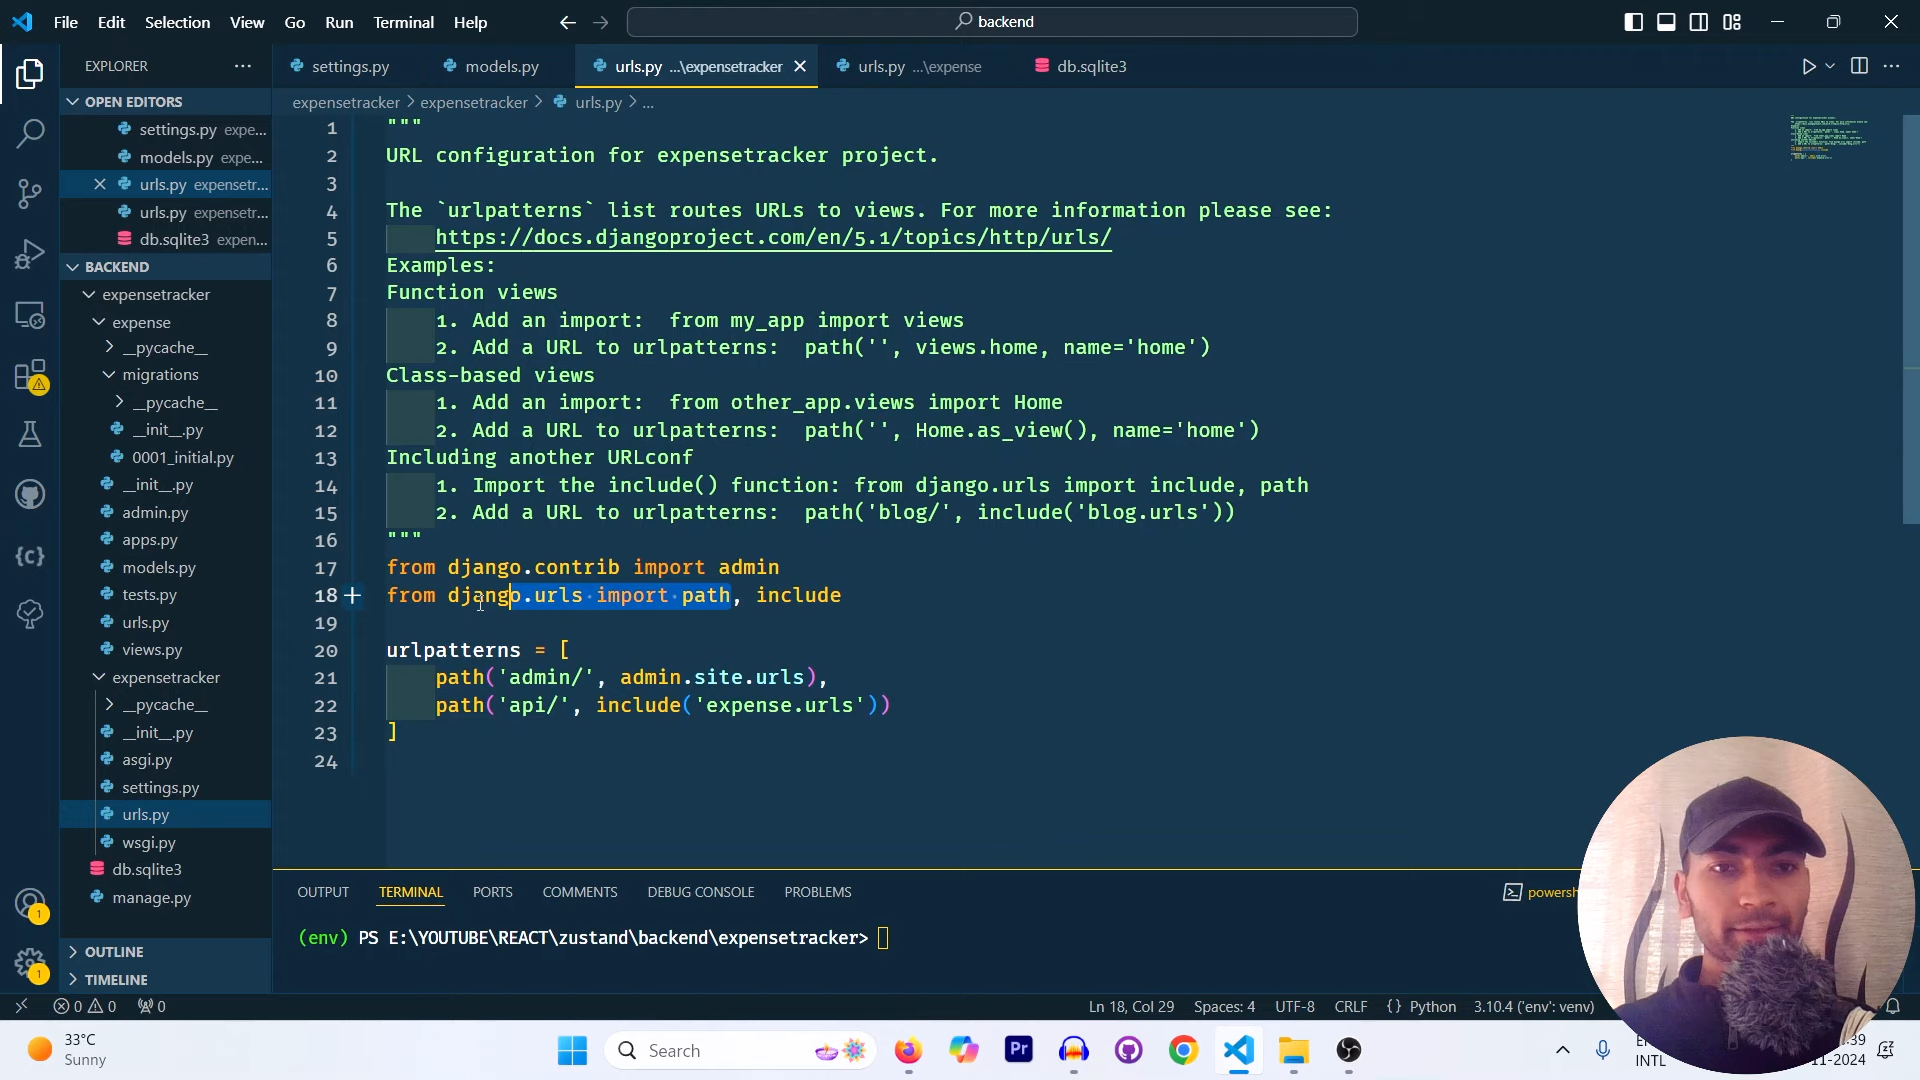 File Edit Selection View Go Run Terminal Help
backend
EXPLORER
settings.py
models.py
urls.py ...\expensetracker
urls.py ...\expense
db.sqlite3
OPEN EDITORS
settings.py expe...
models.py expe...
urls.py expensetr...
urls.py expensetr...
db.sqlite3 expen...
BACKEND
expensetracker
expense
__pycache__
migrations
__pycache__
__init__.py
0001_initial.py
__init__.py
admin.py
apps.py
models.py
tests.py
urls.py
views.py
expensetracker
__pycache__
__init__.py
asgi.py
settings.py
urls.py
wsgi.py
db.sqlite3
manage.py
OUTLINE
TIMELINE
expensetracker > expensetracker > urls.py > ...
1 """
2 URL configuration for expensetracker project.
3
4 The `urlpatterns` list routes URLs to views. For more information please see:
5 https://docs.djangoproject.com/en/5.1/topics/http/urls/
6 Examples:
7 Function views
8 1. Add an import:  from my_app import views
9 2. Add a URL to urlpatterns:  path('', views.home, name='home')
10 Class-based views
11 1. Add an import:  from other_app.views import Home
12 2. Add a URL to urlpatterns:  path('', Home.as_view(), name='home')
13 Including another URLconf
14 1. Import the include() function: from django.urls import include, path
15 2. Add a URL to urlpatterns:  path('blog/', include('blog.urls'))
16 """
17 from django.contrib import admin
18 from django.urls import path, include
19
20 urlpatterns = [
21 path('admin/', admin.site.urls),
22 path('api/', include('expense.urls'))
23 ]
24
OUTPUT TERMINAL PORTS COMMENTS DEBUG CONSOLE PROBLEMS
powersh
(env) PS E:\YOUTUBE\REACT\zustand\backend\expensetracker>
1
1
0 0 0
Ln 18, Col 29 Spaces: 4 UTF-8 CRLF {} Python 3.10.4 ('env': venv)
33°C
Sunny
Search
Pr
INTL
:39
11-2024